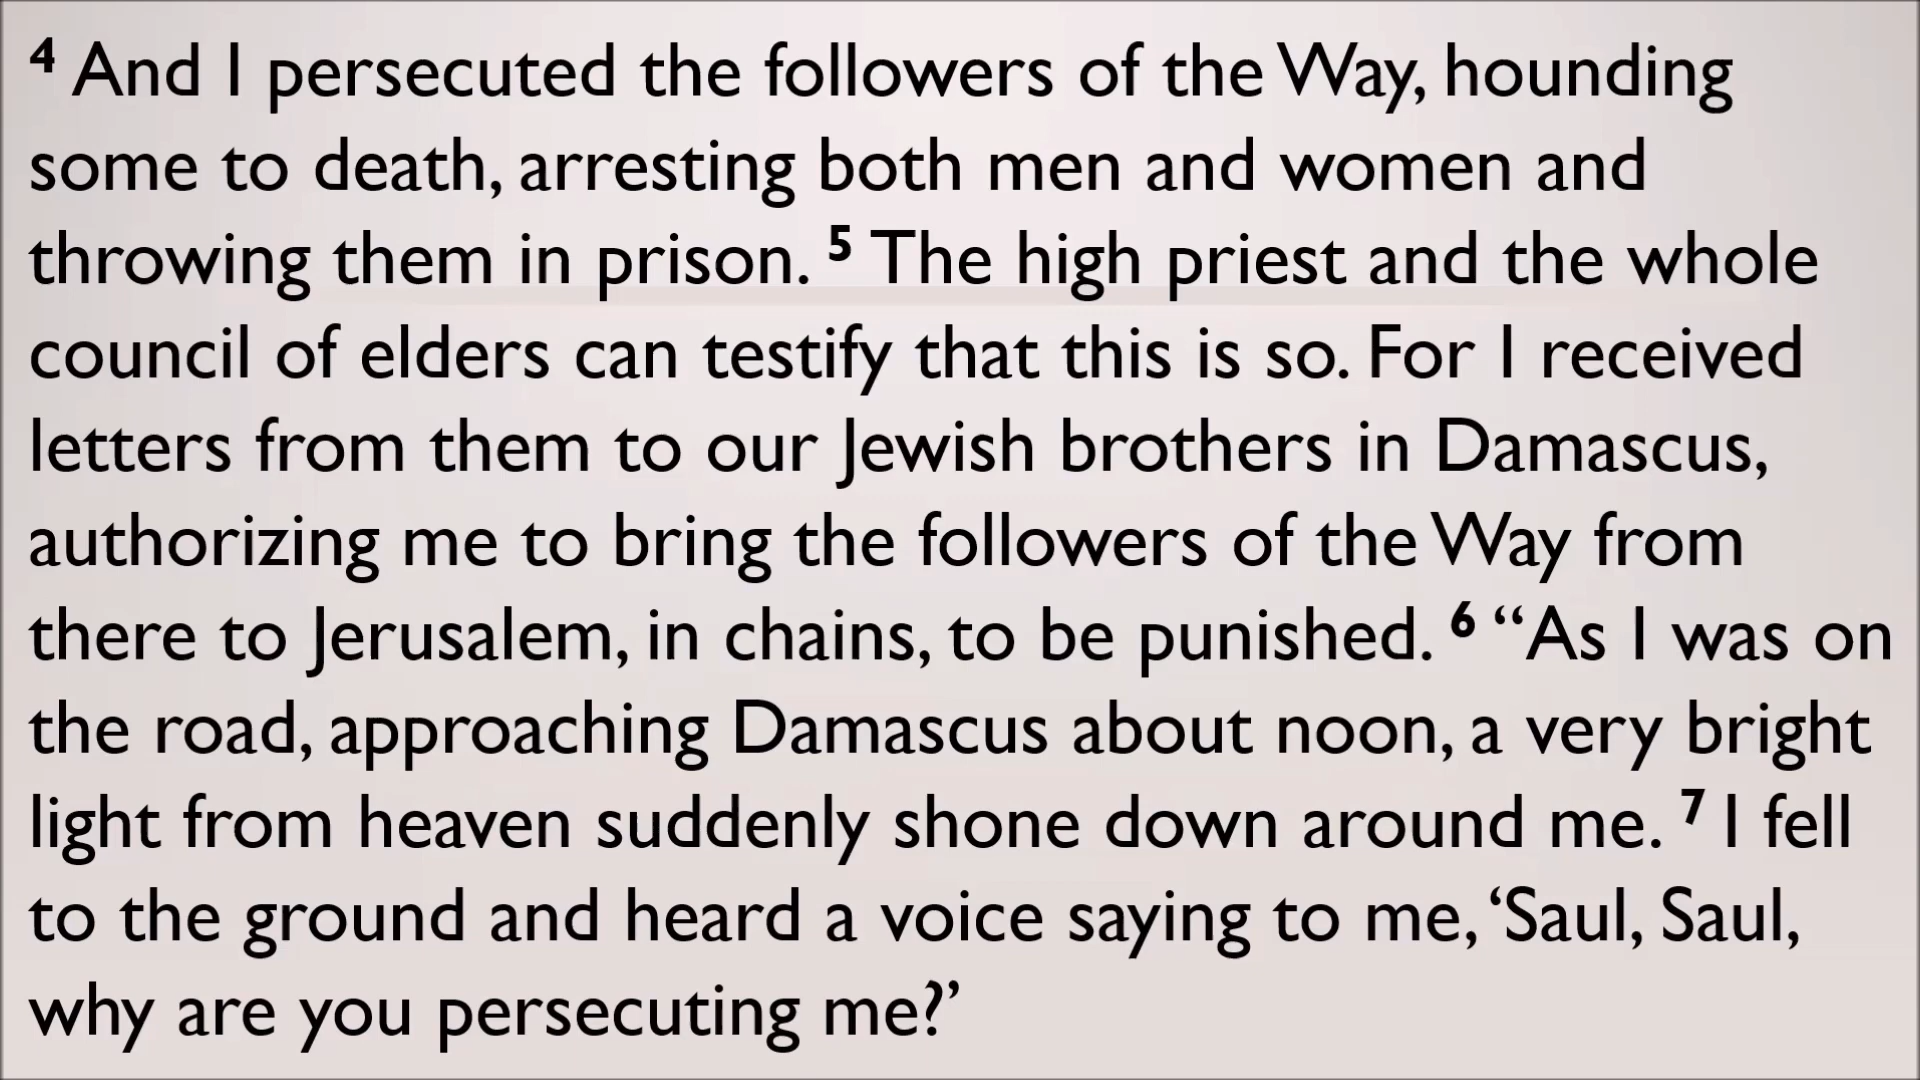 4 And I persecuted the followers of the Way, hounding
some to death, arresting both men and women and
throwing them in prison. 5 The high priest and the whole
council of elders can testify that this is so. For I received
letters from them to our Jewish brothers in Damascus,
authorizing me to bring the followers of the Way from
there to Jerusalem, in chains, to be punished. 6 “As I was on
the road, approaching Damascus about noon, a very bright
light from heaven suddenly shone down around me. 7 I fell
to the ground and heard a voice saying to me, ‘Saul, Saul,
why are you persecuting me?’